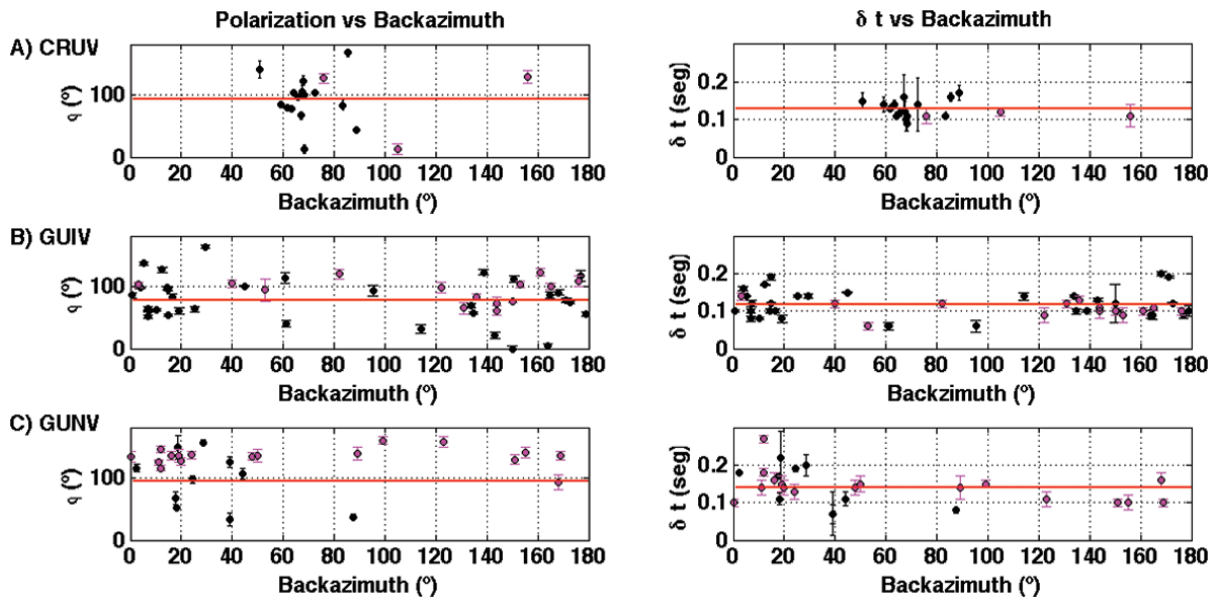 Polarization vs Backazimuth
δ t vs Backazimuth
A) CRUV
φ (º)
100
0
0 20 40 60 80 100 120 140 160 180
Backazimuth (º)
δ t (seg)
0.2
0.1
0
0 20 40 60 80 100 120 140 160 180
Backazimuth (º)
B) GUIV
φ (º)
100
0
0 20 40 60 80 100 120 140 160 180
Backazimuth (º)
δ t (seg)
0.2
0.1
0
0 20 40 60 80 100 120 140 160 180
Backzimuth (º)
C) GUNV
φ (º)
100
0
0 20 40 60 80 100 120 140 160 180
Backazimuth (º)
δ t (seg)
0.2
0.1
0
0 20 40 60 80 100 120 140 160 180
Backazimuth (º)